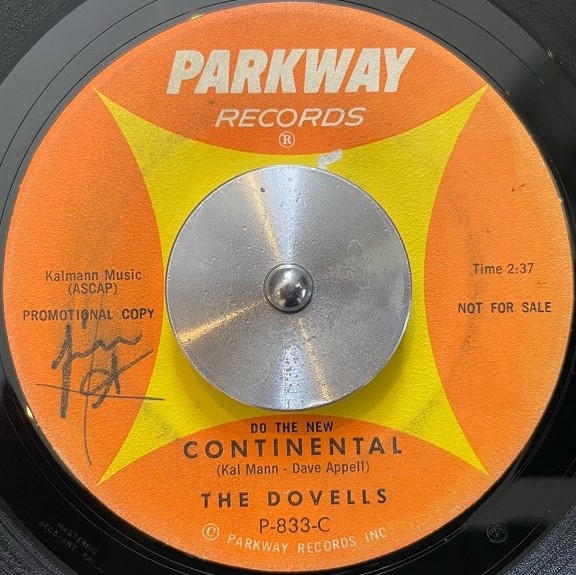 PARKWAY
RECORDS
®
Kalmann Music
(ASCAP)
PROMOTIONAL COPY
Time 2:37
NOT FOR SALE
DO THE NEW
CONTINENTAL
(Kal Mann - Dave Appell)
THE DOVELLS
P-833-C
© PARKWAY RECORDS INC